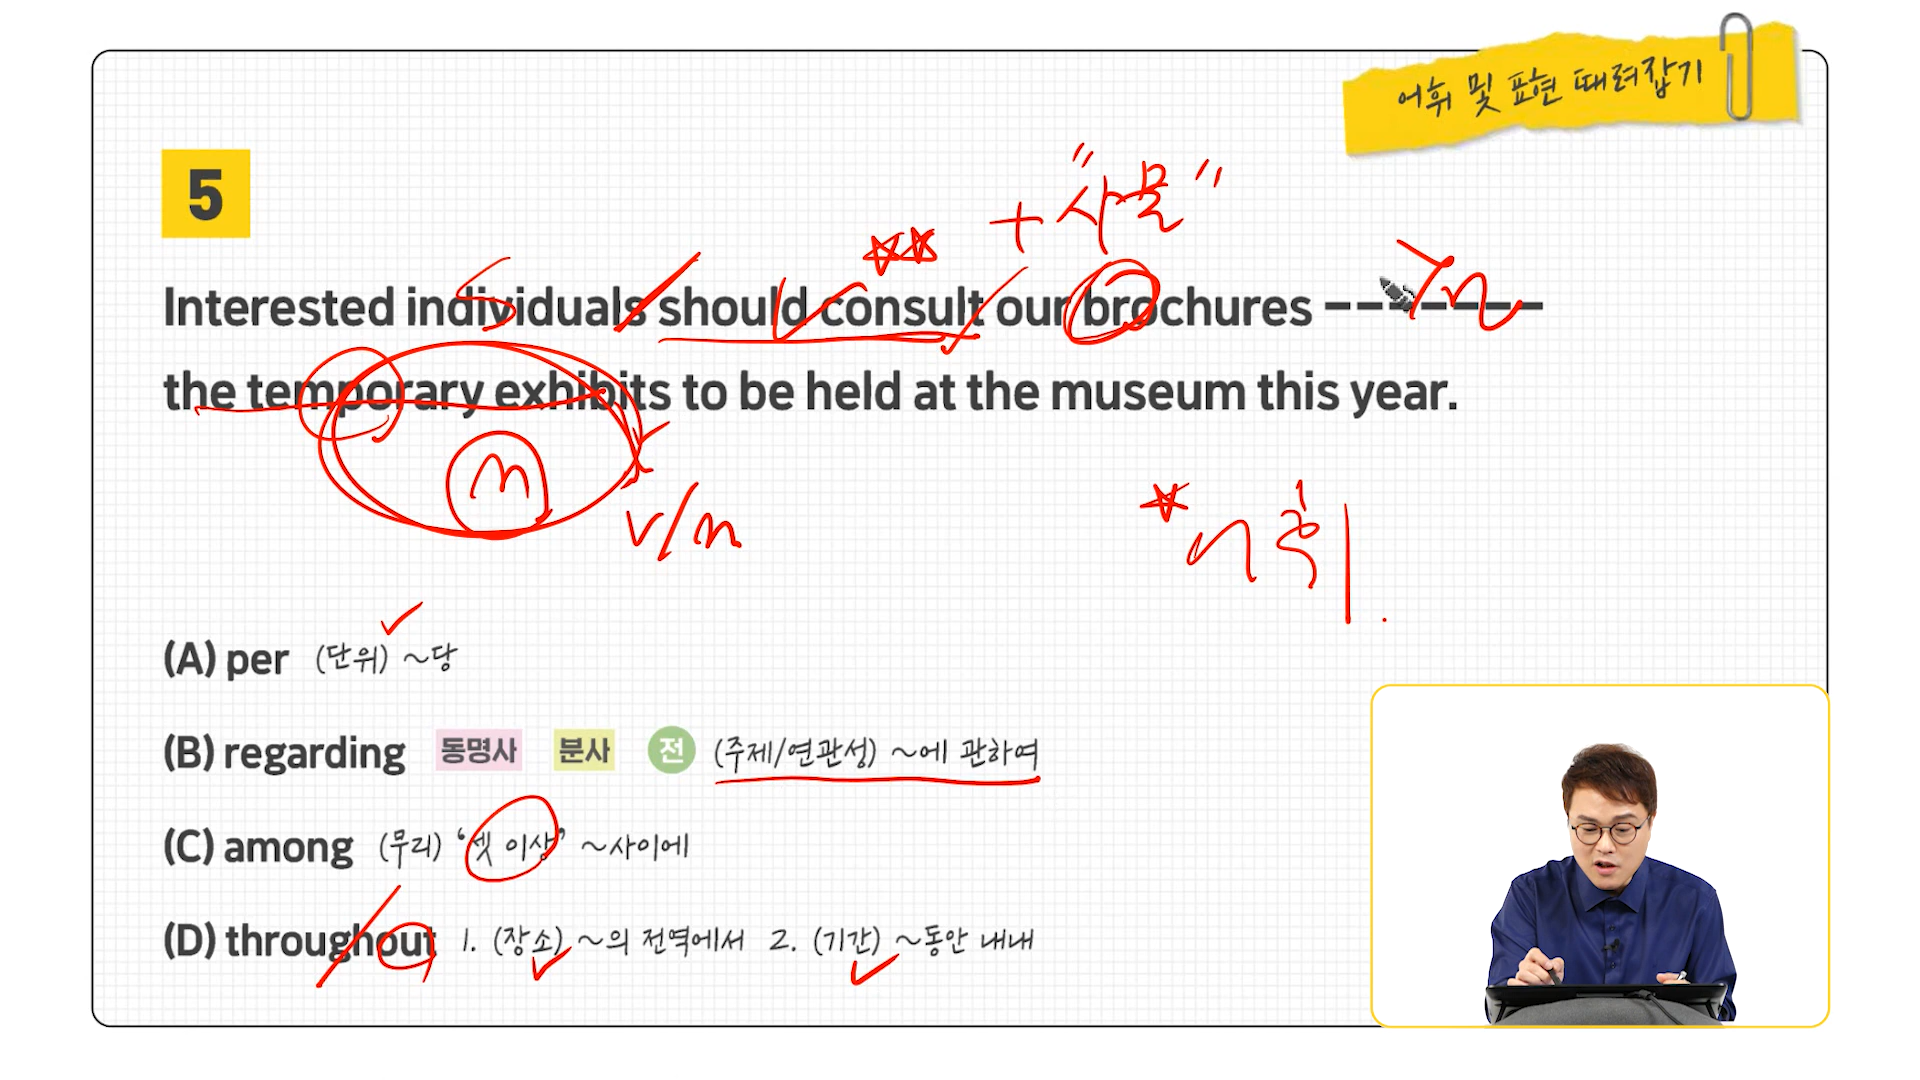 어휘 및 표현 때려잡기
5
+ "사물"
S
Interested individuals should consult our brochures -------
the temporary exhibits to be held at the museum this year.
n
v/n
어휘.
(A) per (단위) ~당
(B) regarding 동명사 분사 전 (주제/연관성) ~에 관하여
(C) among (무리) '셋 이상' ~사이에
(D) throughout 1. (장소) ~의 전역에서 2. (기간) ~동안 내내